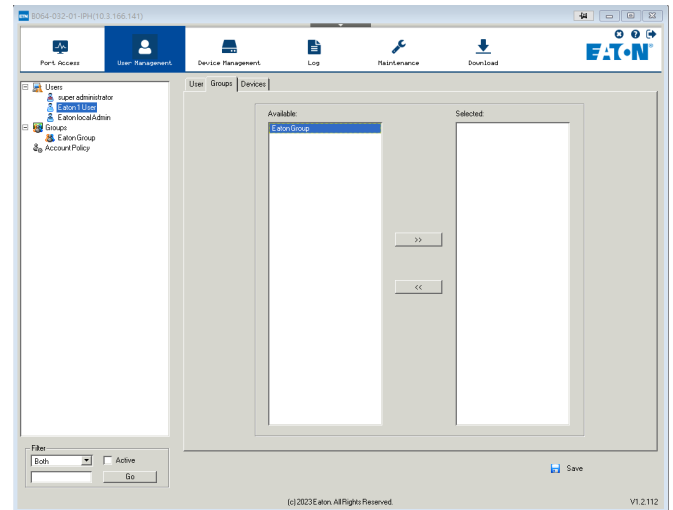 B064-032-01-IPH(10.3.166.141)
Port Access
User Management
Device Management
Log
Maintenance
Download
EATON
Users
super administrator
Eaton 1 User
Eaton local Admin
Groups
Eaton Group
Account Policy
User Groups Devices
Available:
Selected:
Eaton Group
>>
<<
Filter
Both
Active
Go
Save
(c) 2023 Eaton. All Rights Reserved.
V1.2.112